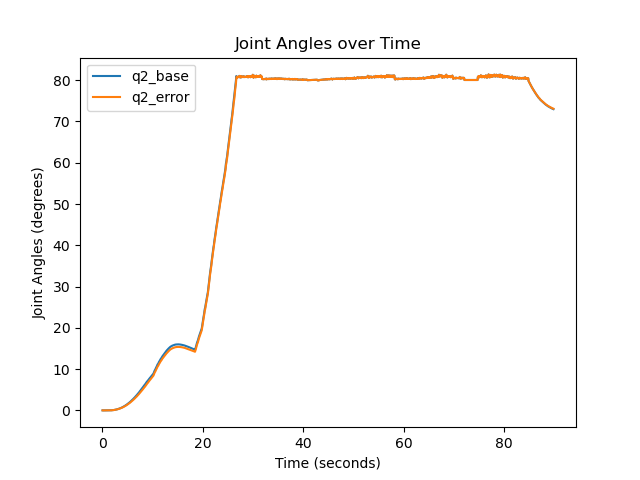 Joint Angles over Time
q2_base
q2_error
Joint Angles (degrees)
80
70
60
50
40
30
20
10
0
0 20 40 60 80
Time (seconds)